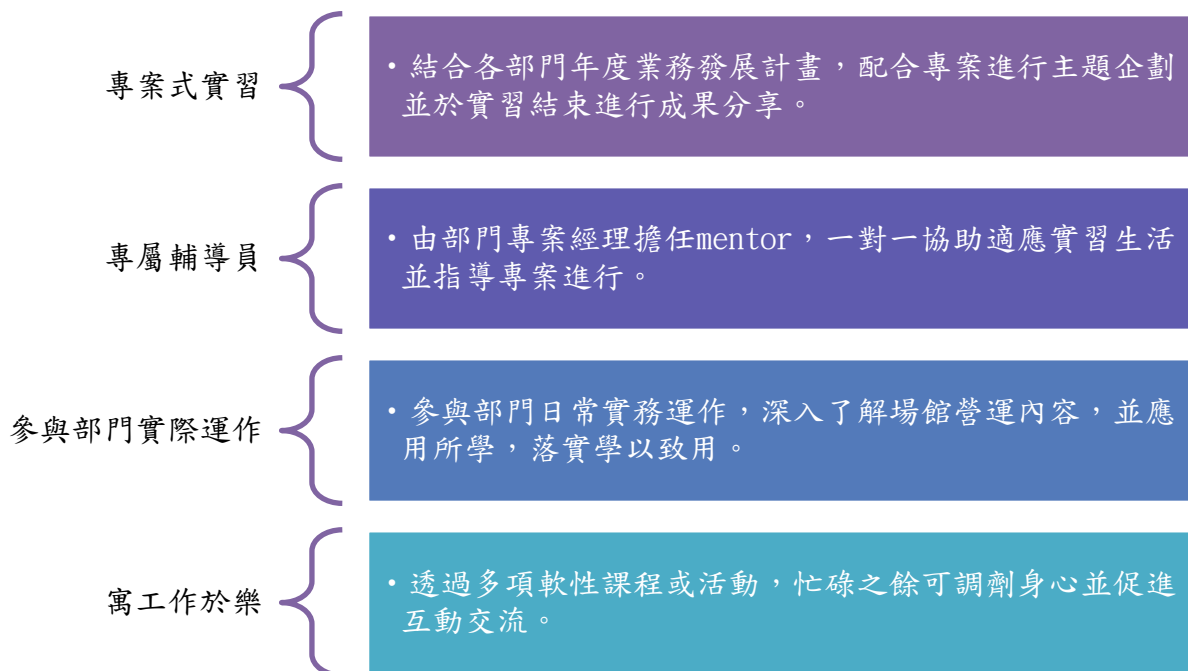 專案式實習
•結合各部門年度業務發展計畫，配合專案進行主題企劃
並於實習結束進行成果分享。
專屬輔導員
•由部門專案經理擔任mentor，一對一協助適應實習生活
並指導專案進行。
參與部門實際運作
•參與部門日常實務運作，深入了解場館營運內容，並應
用所學，落實學以致用。
寓工作於樂
•透過多項軟性課程或活動，忙碌之餘可調劑身心並促進
互動交流。